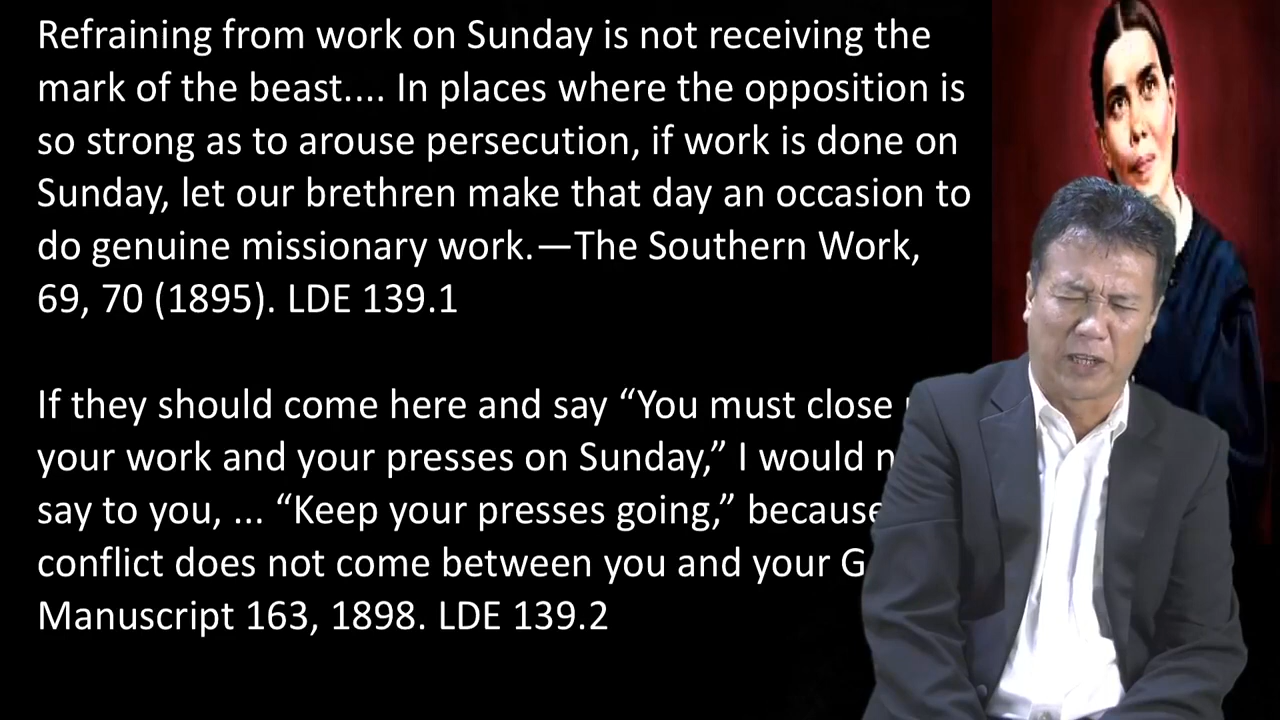 Refraining from work on Sunday is not receiving the
mark of the beast.... In places where the opposition is
so strong as to arouse persecution, if work is done on
Sunday, let our brethren make that day an occasion to
do genuine missionary work.—The Southern Work,
69, 70 (1895). LDE 139.1
If they should come here and say “You must close
your work and your presses on Sunday,” I would
say to you, ... “Keep your presses going,” because
conflict does not come between you and your
Manuscript 163, 1898. LDE 139.2